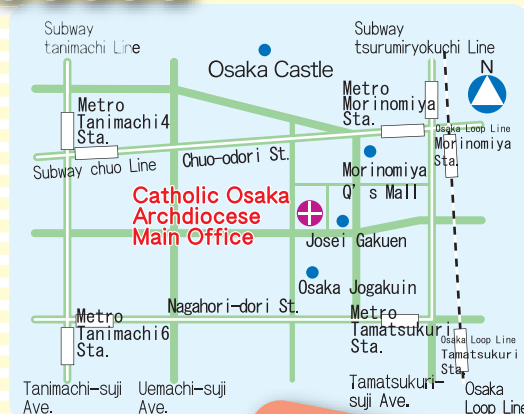 Subway
tanimachi Line
Subway
tsurumiryokuchi Line
Osaka Castle
N
Metro
Tanimachi4
Sta.
Metro
Morinomiya
Sta.
Osaka Loop Line
Morinomiya
Sta.
Subway chuo Line
Chuo-odori St.
Morinomiya
Q's Mall
Catholic Osaka
Archdiocese
Main Office
Josei Gakuen
Osaka Jogakuin
Nagahori-dori St.
Metro
Tanimachi6
Sta.
Metro
Tamatsukuri
Sta.
Osaka Loop Line
Tamatsukuri
Sta.
Tanimachi-suji
Ave.
Uemachi-suji
Ave.
Tamatsukuri-
suji Ave.
Osaka
Loop Line